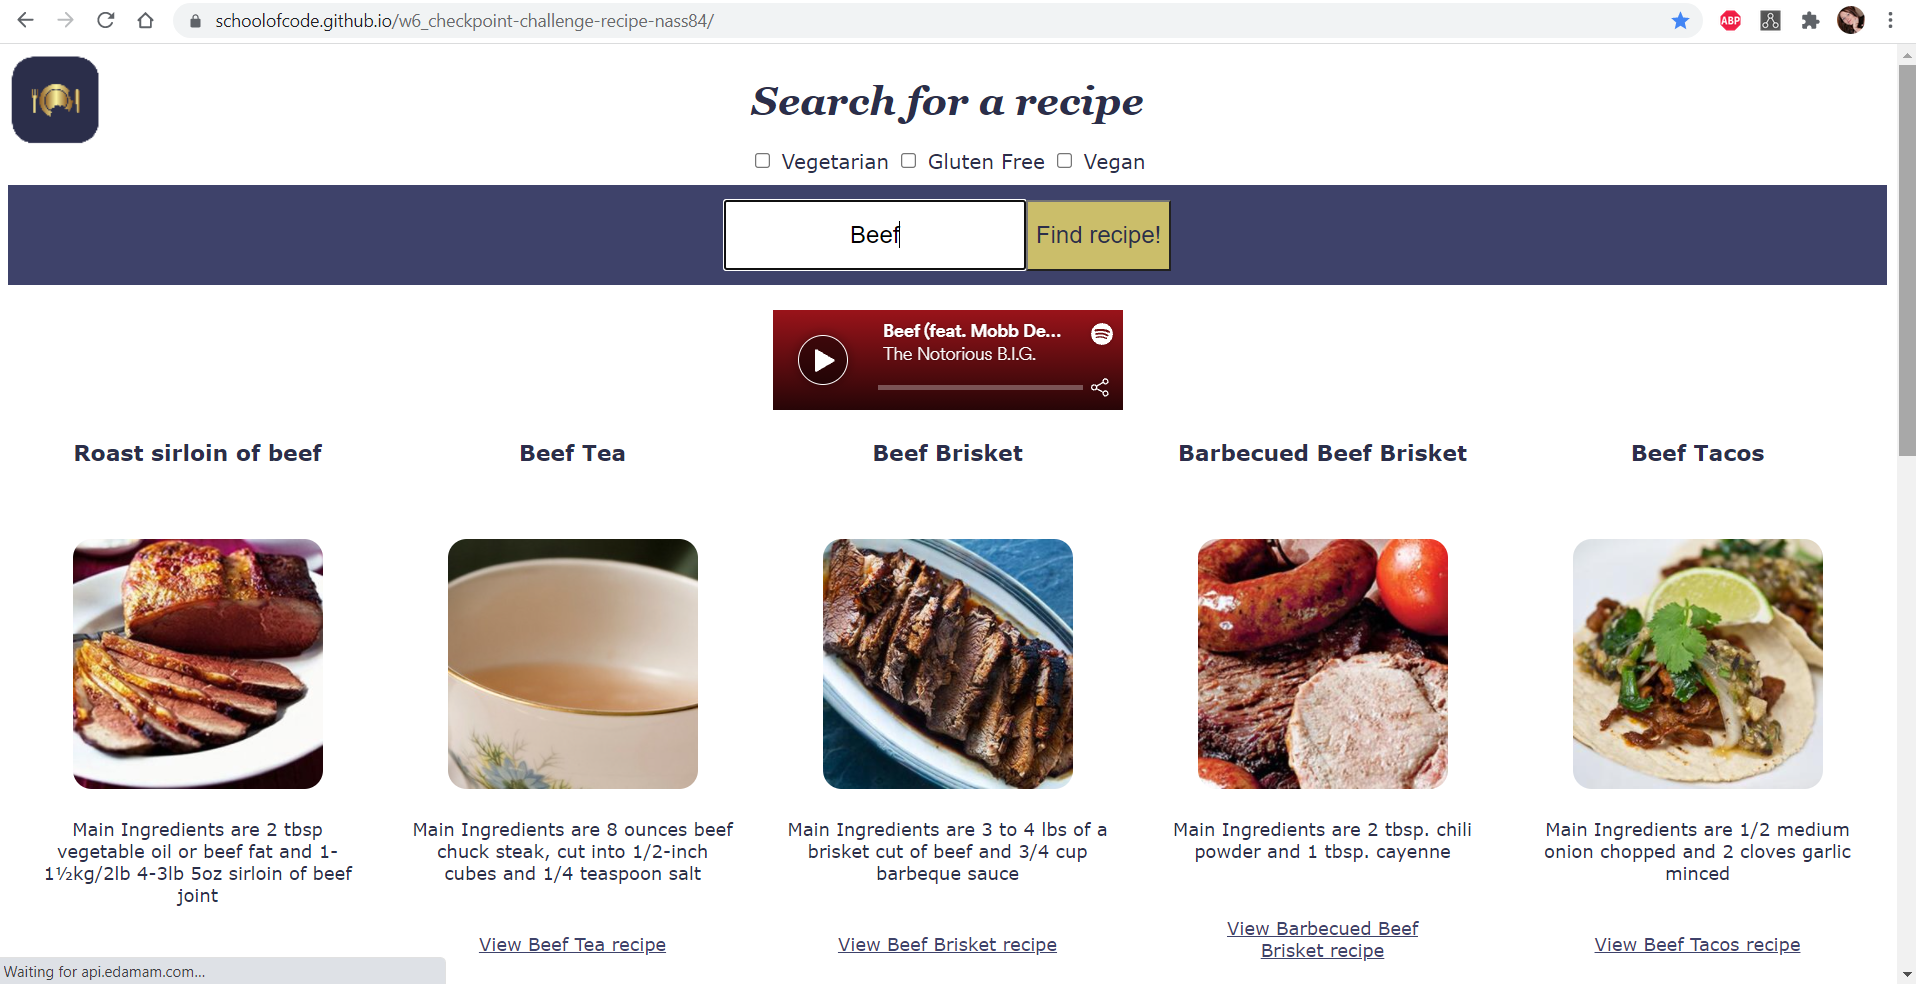 schoolofcode.github.io/w6_checkpoint-challenge-recipe-nass84/
ABP
Search for a recipe
Vegetarian Gluten Free Vegan
Beef Find recipe!
Beef (feat. Mobb De...
The Notorious B.I.G.
Roast sirloin of beef
Main Ingredients are 2 tbsp
vegetable oil or beef fat and 1-
1½kg/2lb 4-3lb 5oz sirloin of beef
joint
Beef Tea
Main Ingredients are 8 ounces beef
chuck steak, cut into 1/2-inch
cubes and 1/4 teaspoon salt
View Beef Tea recipe
Beef Brisket
Main Ingredients are 3 to 4 lbs of a
brisket cut of beef and 3/4 cup
barbeque sauce
View Beef Brisket recipe
Barbecued Beef Brisket
Main Ingredients are 2 tbsp. chili
powder and 1 tbsp. cayenne
View Barbecued Beef
Brisket recipe
Beef Tacos
Main Ingredients are 1/2 medium
onion chopped and 2 cloves garlic
minced
View Beef Tacos recipe
Waiting for api.edamam.com...